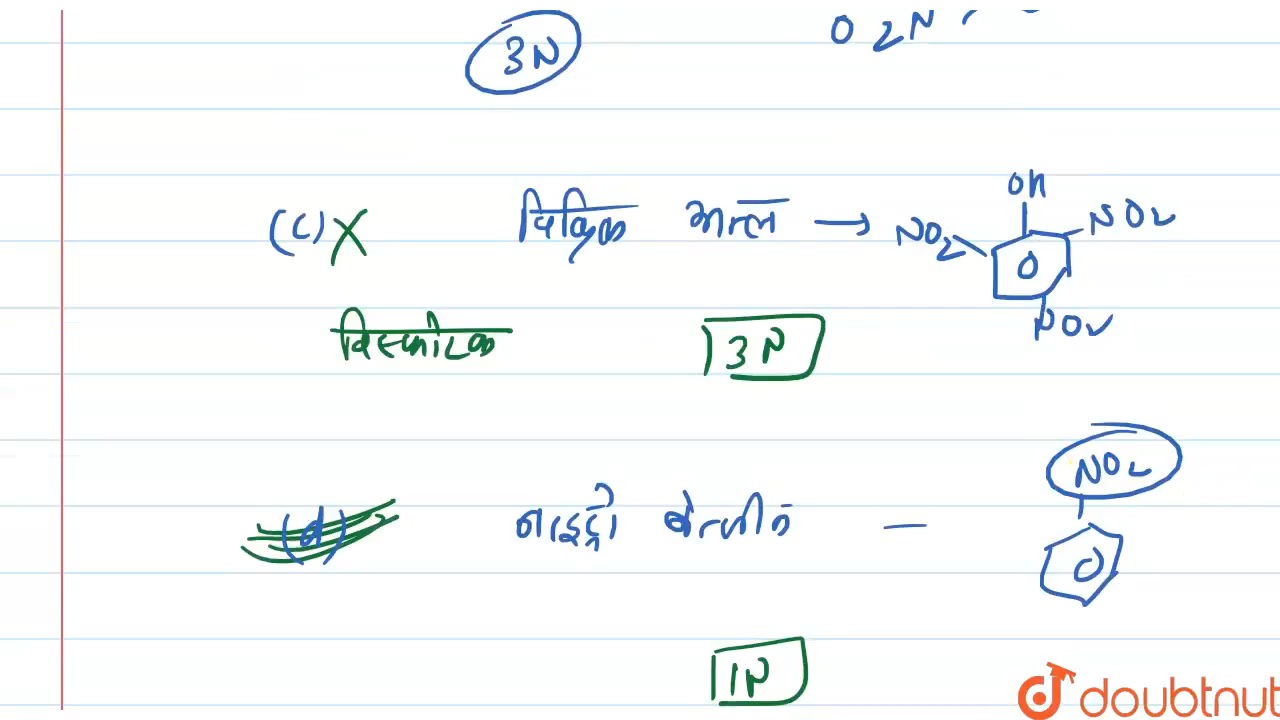 3N
O2N
(C) X पिक्रिक अम्ल → NO2 OH NO2 NO2
विस्फोटक 3N
(d) नाइट्रो बेन्जीन — NO2
1N
doubtnut